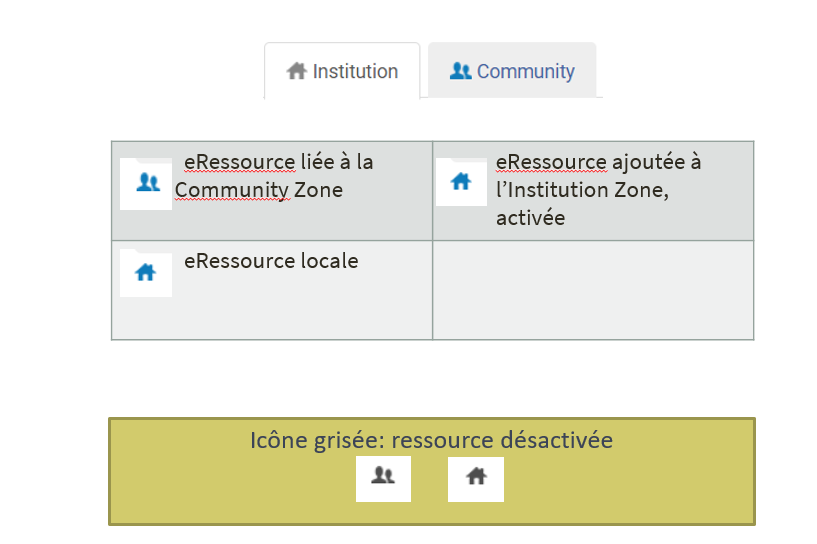 Institution
Community
eRessource liée à la
Community Zone
eRessource ajoutée à
l’Institution Zone,
activée
eRessource locale
Icône grisée: ressource désactivée